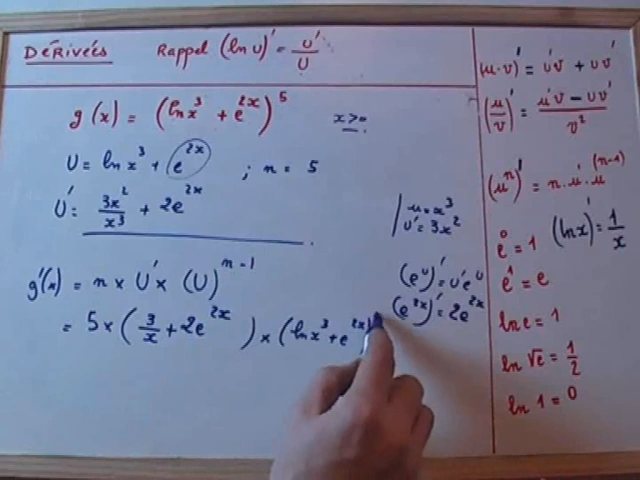 DÉRIVÉES Rappel (ln U)' = U'/U
g(x) = (ln x³ + e^{2x})^5 x>0
U = ln x³ + e^{2x} ; n = 5
U' = 3x²/x³ + 2e^{2x}
u = x³
u' = 3x²
g'(x) = n × U' × (U)^{n-1}
= 5 × (3/x + 2e^{2x}) × (ln x³ + e^{2x})
(e^U)' = U'e^U
(e^{2x})' = 2e^{2x}
(u·v)' = u'v + uv'
(u/v)' = (u'v - uv')/v²
(u^n)' = n·u'·u^{(n-1)}
e^0 = 1 (ln x)' = 1/x
e^1 = e
ln e = 1
ln √e = 1/2
ln 1 = 0